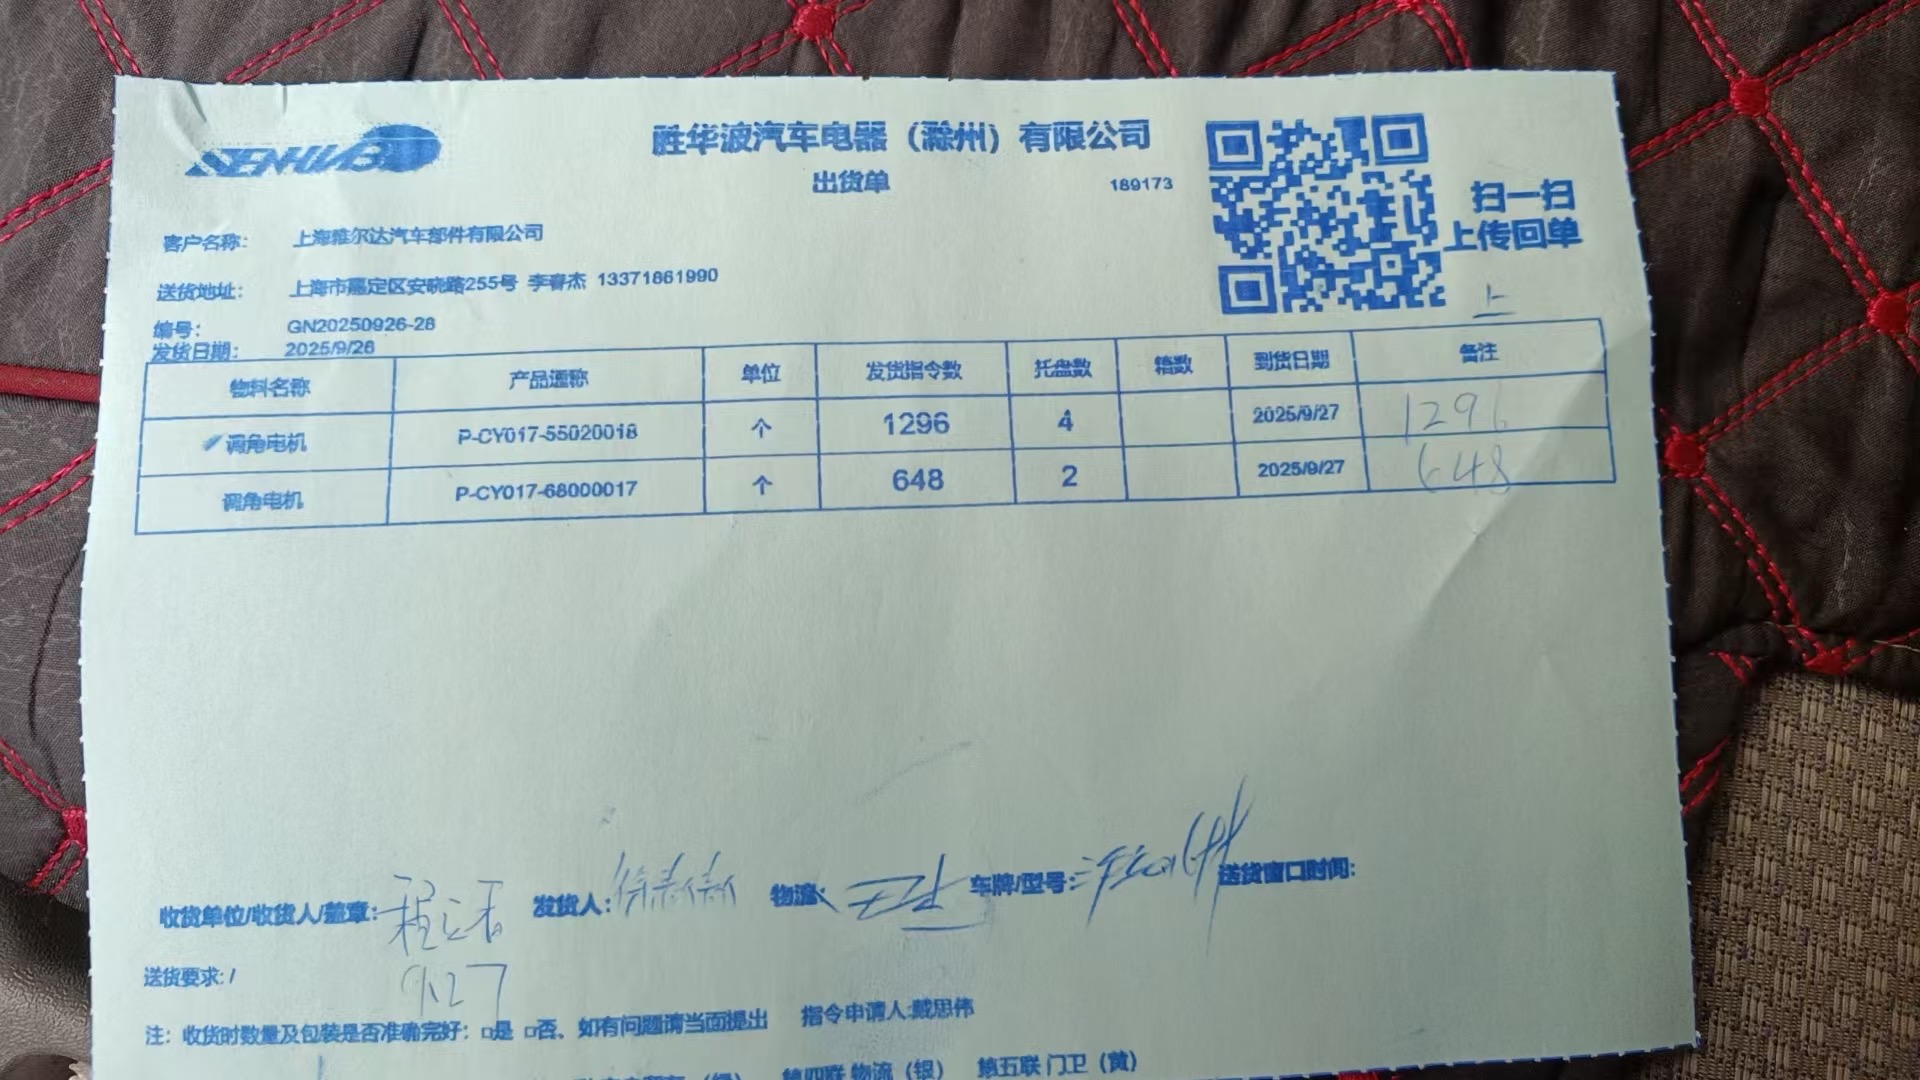 SENHUABO
胜华波汽车电器（滁州）有限公司
出货单
189173
扫一扫
上传回单
上
客户名称： 上海雅尔达汽车部件有限公司
送货地址： 上海市嘉定区安晓路255号 李春杰 13371861990
编号： GN20250926-28
发货日期： 2025/9/26
物料名称 产品通称 单位 发货指令数 托盘数 箱数 到货日期 备注
调角电机 P-CY017-55020018 个 1296 4 2025/9/27 1296
调角电机 P-CY017-68000017 个 648 2 2025/9/27 648
收货单位/收货人/盖章： 发货人： 物流： 车牌/型号： 送货窗口时间：
9.27
送货要求：/
注：收货时数量及包装是否准确完好：□是 □否、如有问题请当面提出 指令申请人:戴思伟
第四联 物流（银） 第五联 门卫（黄）